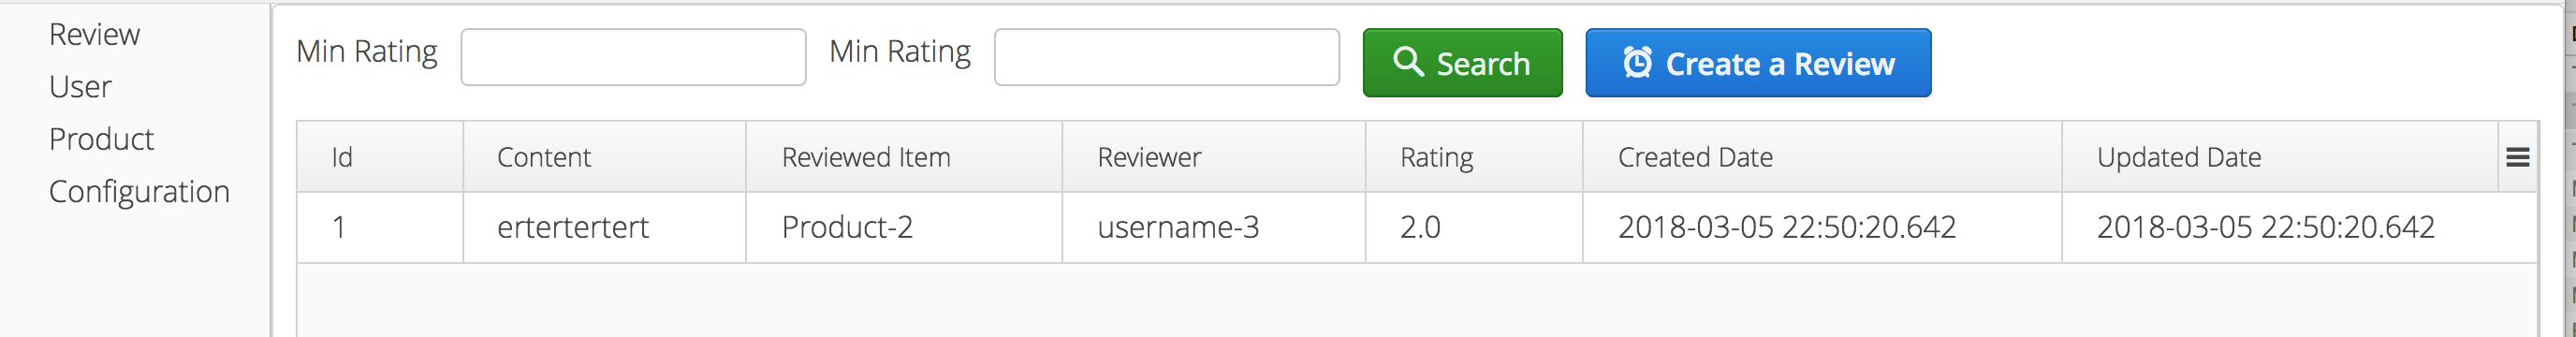 Review
User
Product
Configuration
Min Rating Min Rating Search Create a Review
Id Content Reviewed Item Reviewer Rating Created Date Updated Date
1 ertertertert Product-2 username-3 2.0 2018-03-05 22:50:20.642 2018-03-05 22:50:20.642